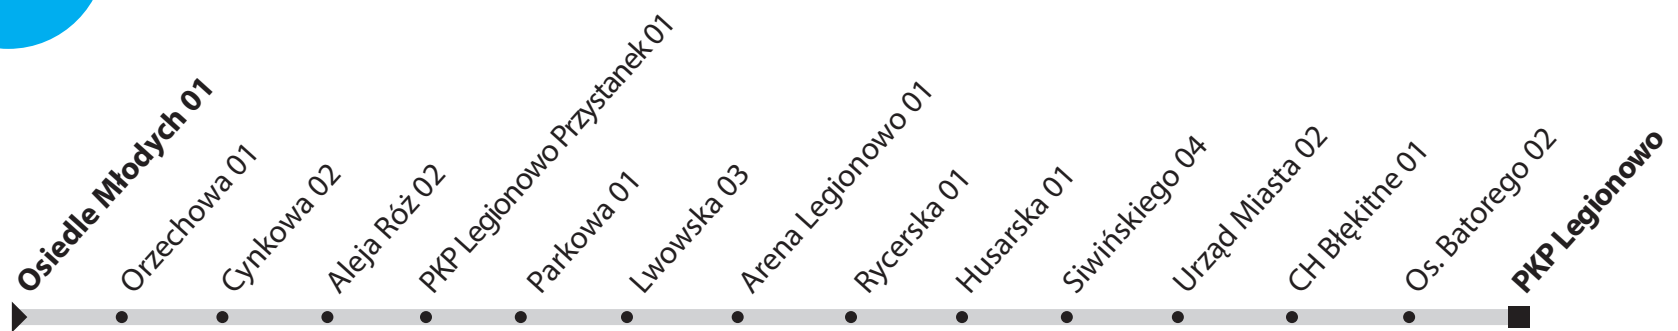 Osiedle Młodych 01
Orzechowa 01
Cynkowa 02
Aleja Róż 02
PKP Legionowo Przystanek 01
Parkowa 01
Lwowska 03
Arena Legionowo 01
Rycerska 01
Husarska 01
Siwińskiego 04
Urząd Miasta 02
CH Błękitne 01
Os. Batorego 02
PKP Legionowo